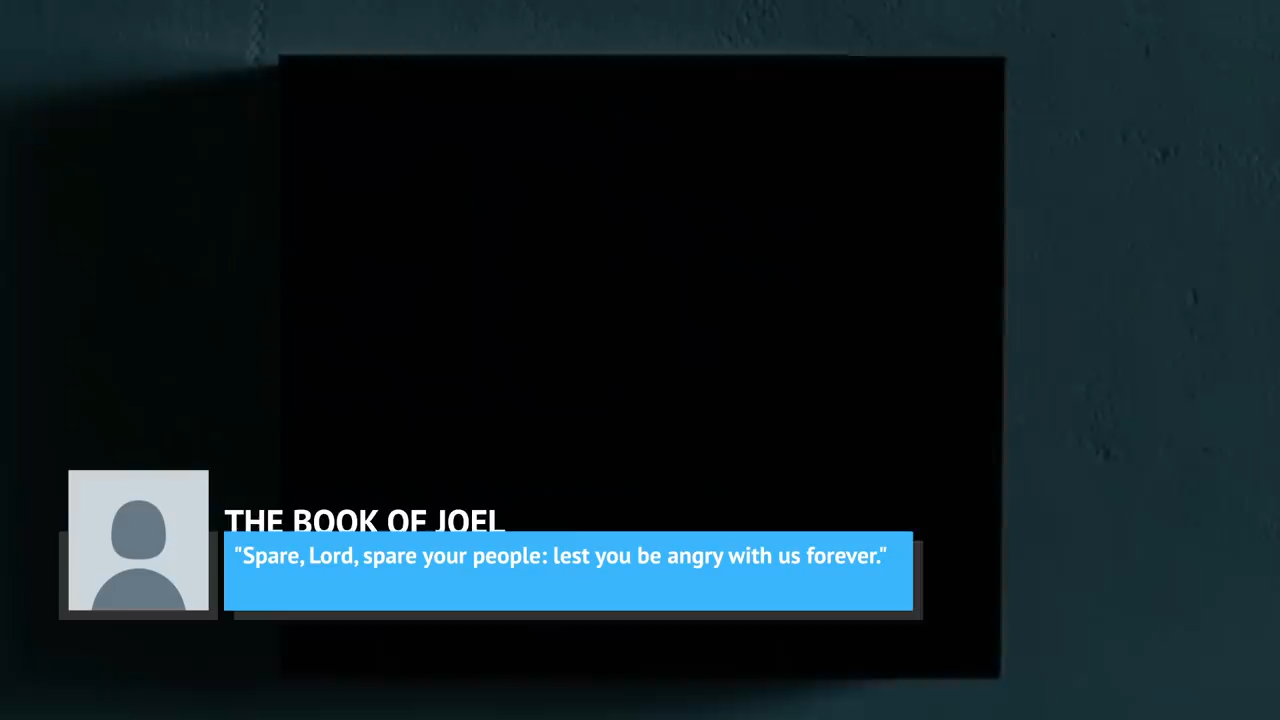 THE BOOK OF JOEL
"Spare, Lord, spare your people: lest you be angry with us forever."